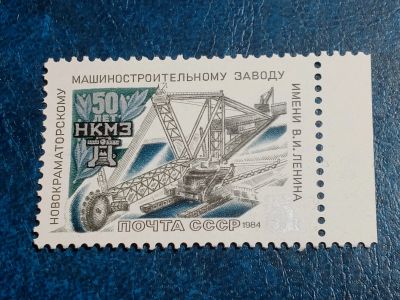 НОВОКРАМАТОРСКОМУ
МАШИНОСТРОИТЕЛЬНОМУ ЗАВОДУ
ИМЕНИ В.И.ЛЕНИНА
50
ЛЕТ
НКМЗ
ПОЧТА СССР 1984